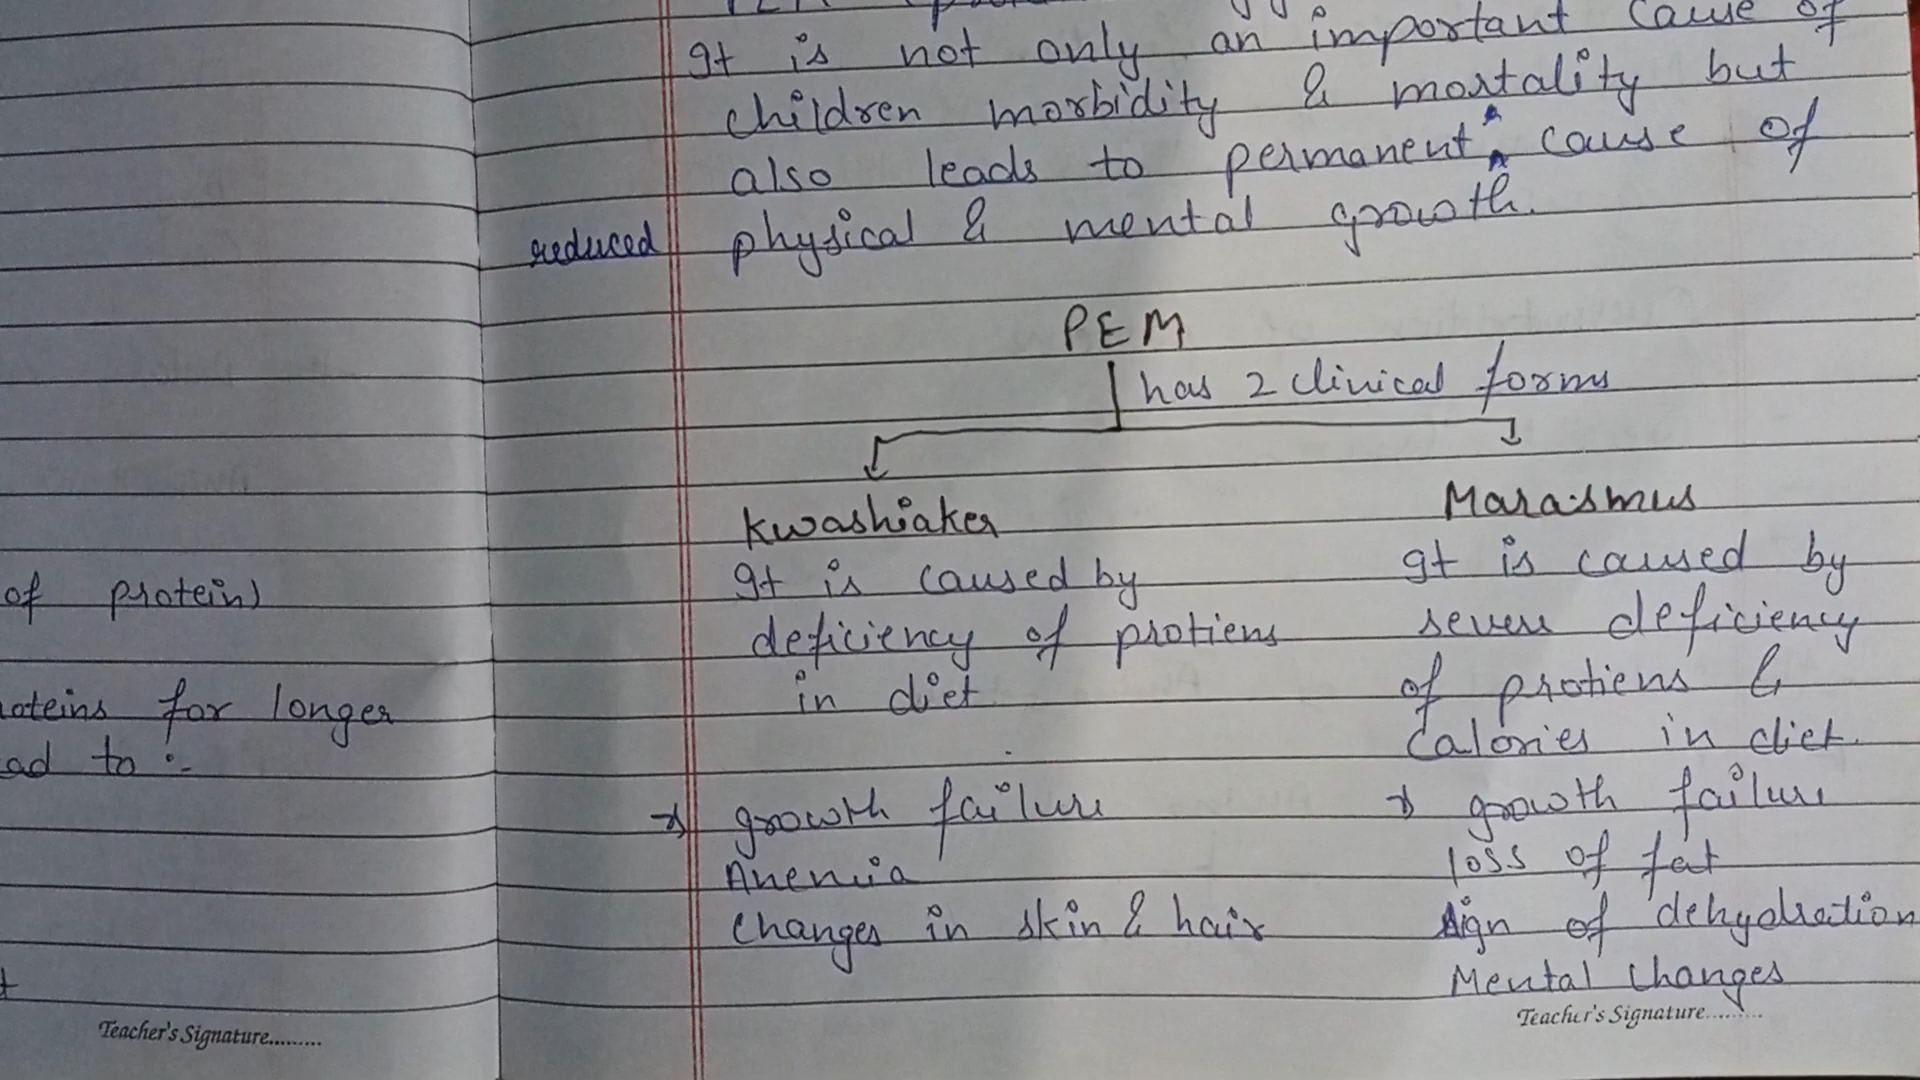 of protein)
oteins for longer
ad to :-
Teacher's Signature.........
It is not only an important cause of
children morbidity & mortality but
also leads to permanent cause of
reduced physical & mental growth.
PEM
has 2 clinical forms
Kwashiaker
It is caused by
deficiency of protiens
in diet
→ growth failure
Anemia
Changes in skin & hair
Marasmus
It is caused by
severe deficiency
of protiens &
Calories in diet.
→ growth failure
loss of fat
sign of dehydration
Mental changes
Teacher's Signature.........